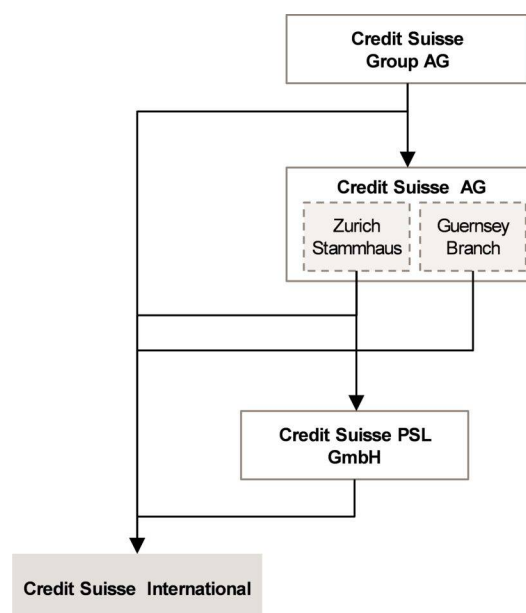 Credit Suisse
Group AG
Credit Suisse AG
Zurich
Stammhaus
Guernsey
Branch
Credit Suisse PSL
GmbH
Credit Suisse International